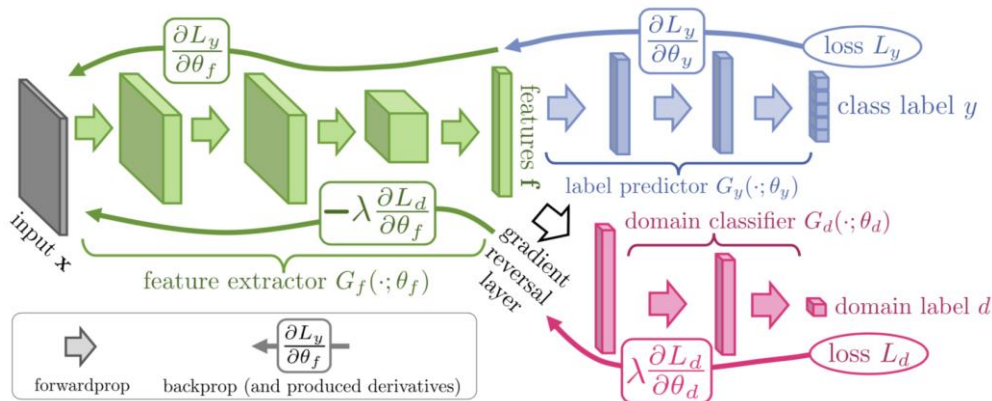 ∂L_y/∂θ_f
∂L_y/∂θ_y
loss L_y
features f
class label y
label predictor G_y(·;θ_y)
input x
−λ ∂L_d/∂θ_f
feature extractor G_f(·;θ_f)
gradient
reversal
layer
domain classifier G_d(·;θ_d)
domain label d
loss L_d
λ ∂L_d/∂θ_d
∂L_y/∂θ_f
forwardprop
backprop (and produced derivatives)